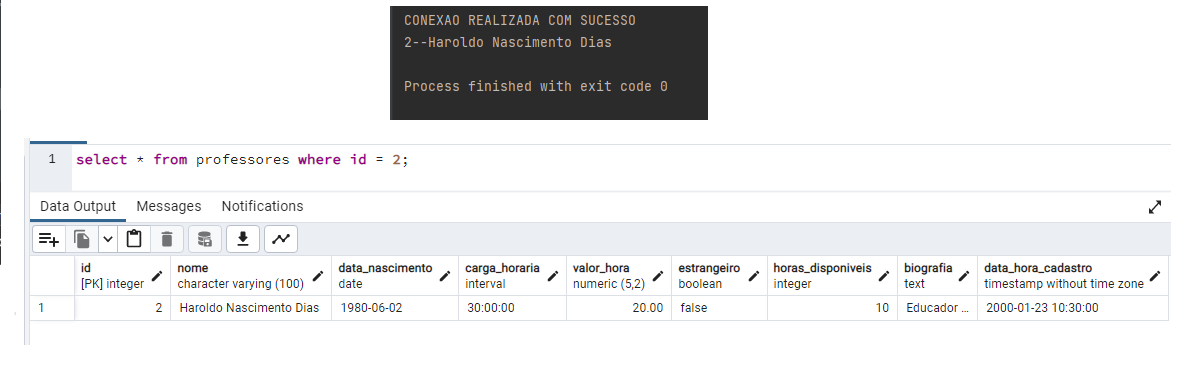 CONEXAO REALIZADA COM SUCESSO
2--Haroldo Nascimento Dias
Process finished with exit code 0
1 select * from professores where id = 2;
Data Output Messages Notifications
id nome data_nascimento carga_horaria valor_hora estrangeiro horas_disponiveis biografia data_hora_cadastro
[PK] integer character varying (100) date interval numeric (5,2) boolean integer text timestamp without time zone
1 2 Haroldo Nascimento Dias 1980-06-02 30:00:00 20.00 false 10 Educador ... 2000-01-23 10:30:00